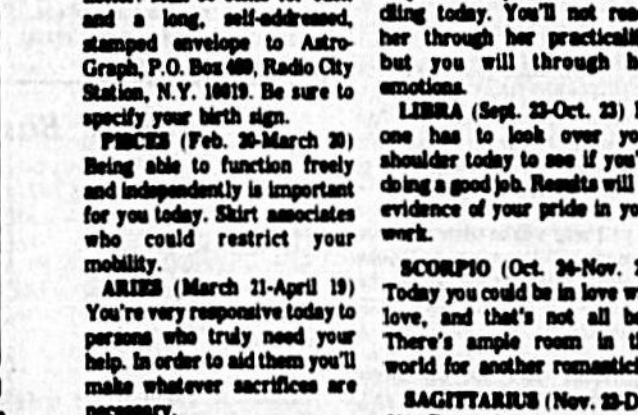 and a long, self-addressed,
stamped envelope to Astro-
Graph, P.O. Box 489, Radio City
Station, N.Y. 10019. Be sure to
specify your birth sign.
PISCES (Feb. 20-March 20)
Being able to function freely
and independently is important
for you today. Skirt associates
who could restrict your
mobility.
ARIES (March 21-April 19)
You're very responsive today to
persons who truly need your
help. In order to aid them you'll
make whatever sacrifices are
necessary.
dling today. You'll not
her through her
but you will through
emotions.
LIBRA (Sept. 23-Oct. 23)
one has to look over
shoulder today to see if
doing a good job. Results will
evidence of your pride in
work.
SCORPIO (Oct. 24-Nov.
Today you could be in love
love, and that's not all
There's ample room in
world for another
SAGITTARIUS (Nov. 23-D